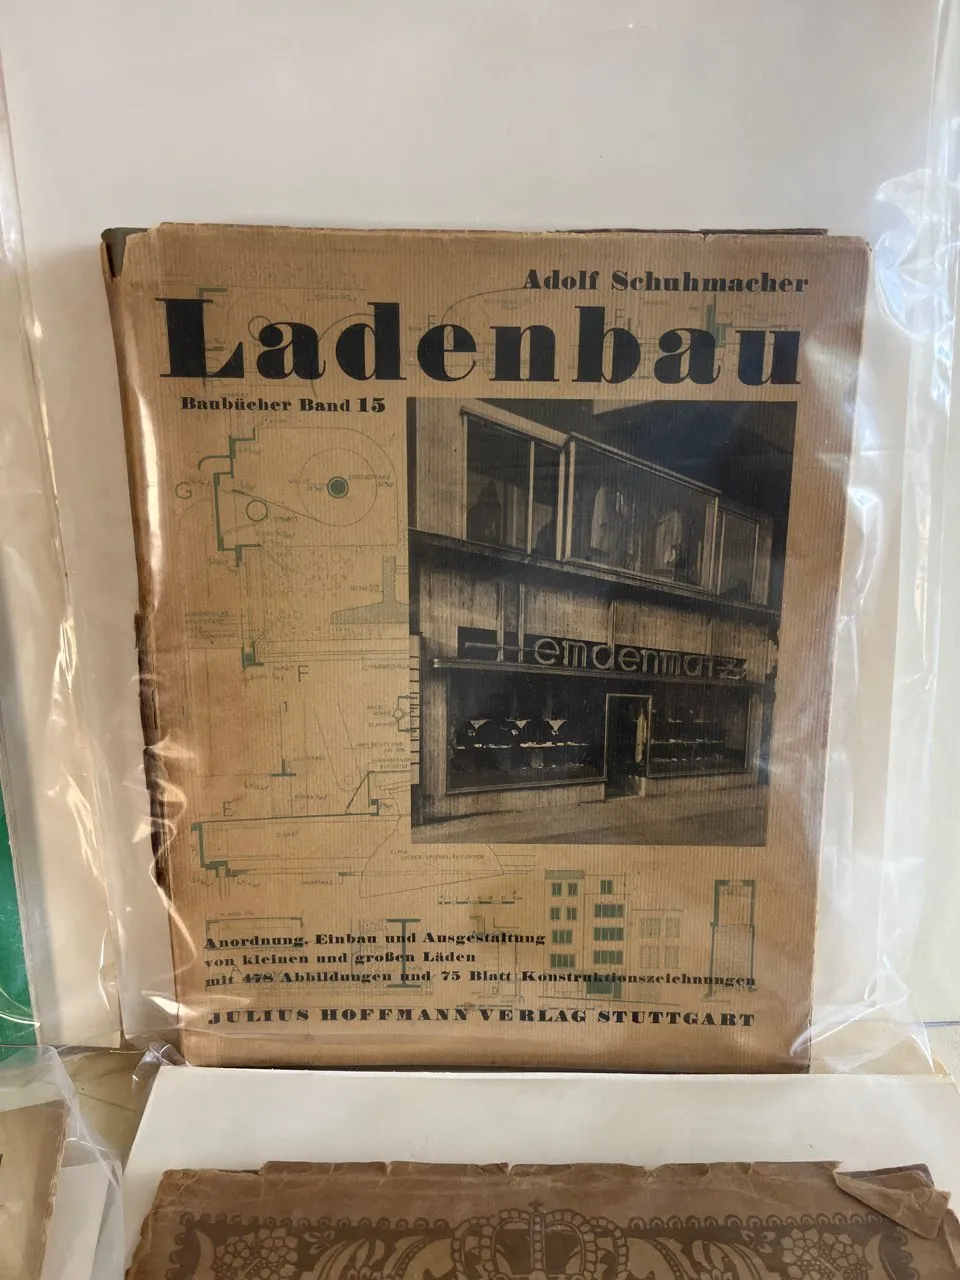 Adolf Schuhmacher
Ladenbau
Baubücher Band 15
G
F
F
E
emdenmatz
Anordnung, Einbau und Ausgestaltung
von kleinen und großen Läden
mit 478 Abbildungen und 75 Blatt Konstruktionszeichnungen
JULIUS HOFFMANN VERLAG STUTTGART